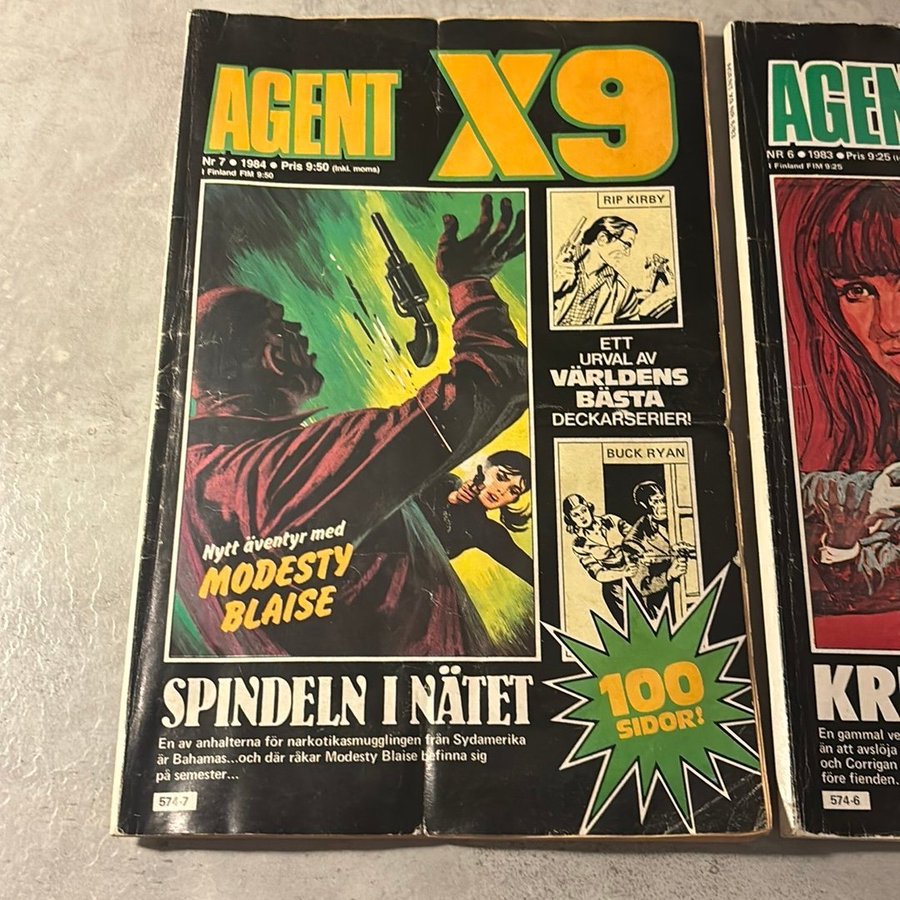 AGENT X9
Nr 7 ● 1984 ● Pris 9:50 (Inkl. moms)
I Finland FIM 9:50
RIP KIRBY
ETT
URVAL AV
VÄRLDENS
BÄSTA
DECKARSERIER!
BUCK RYAN
Nytt äventyr med
MODESTY
BLAISE
100
SIDOR!
SPINDELN I NÄTET
En av anhalterna för narkotikasmugglingen från Sydamerika
är Bahamas...och där råkar Modesty Blaise befinna sig
på semester...
574-7
AGEN
NR 6 ● 1983 ● Pris 9:25
I Finland FIM 9:25
KR
En gammal ve
än att avslöja
och Corrigan
före fienden.
574-6